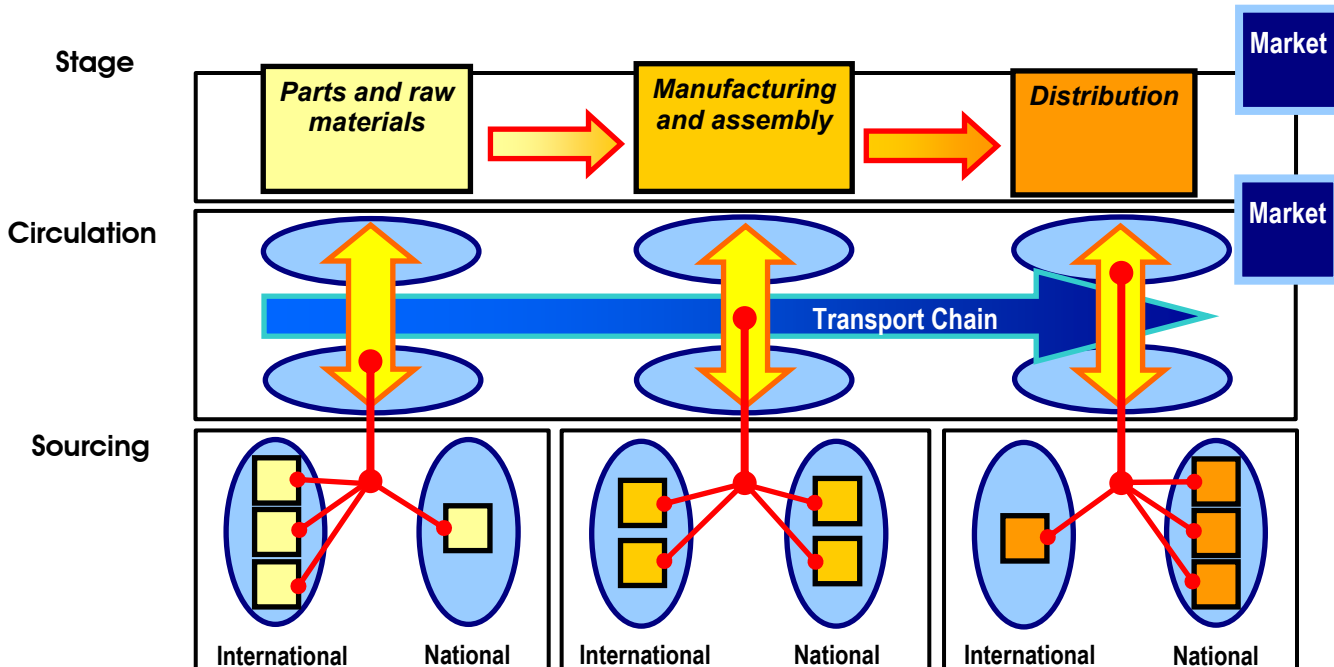 Stage
Parts and raw
materials
Manufacturing
and assembly
Distribution
Market
Circulation
Market
Transport Chain
Sourcing
International
National
International
National
International
National